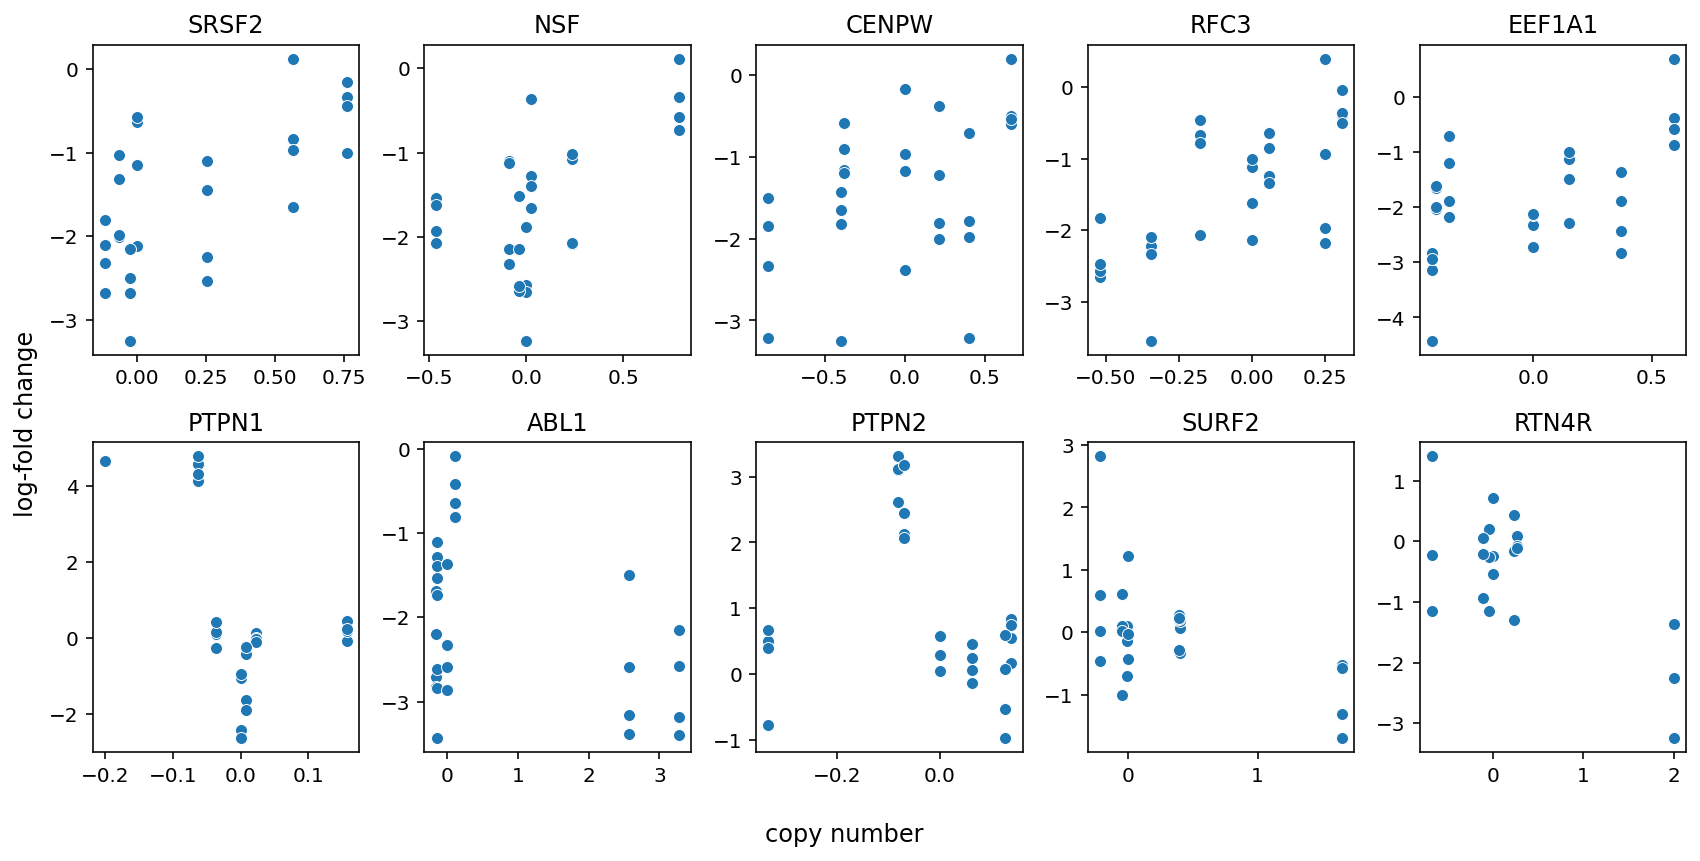 SRSF2 NSF CENPW RFC3 EEF1A1
0 −1 −2 −3
0 −1 −2 −3
0 −1 −2 −3
0 −1 −2 −3
0 −1 −2 −3 −4
0.00 0.25 0.50 0.75
−0.5 0.0 0.5
−0.5 0.0 0.5
−0.50 −0.25 0.00 0.25
0.0 0.5
log-fold change
PTPN1 ABL1 PTPN2 SURF2 RTN4R
4 2 0 −2
0 −1 −2 −3
3 2 1 0 −1
3 2 1 0 −1
1 0 −1 −2 −3
−0.2 −0.1 0.0 0.1
0 1 2 3
−0.2 0.0
0 1
0 1 2
copy number